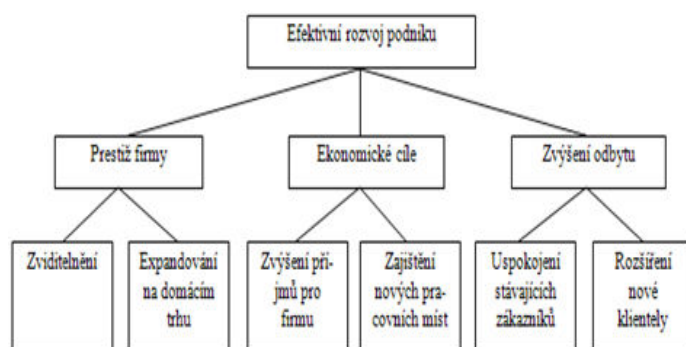 Efektivní rozvoj podniku
Prestiž firmy
Ekonomické cíle
Zvýšení odbytu
Zviditelnění
Expandování
na domácím
trhu
Zvýšení pří-
jmů pro
firmu
Zajištění
nových pra-
covních míst
Uspokojení
stávajících
zákazníků
Rozšíření
nové
klientely